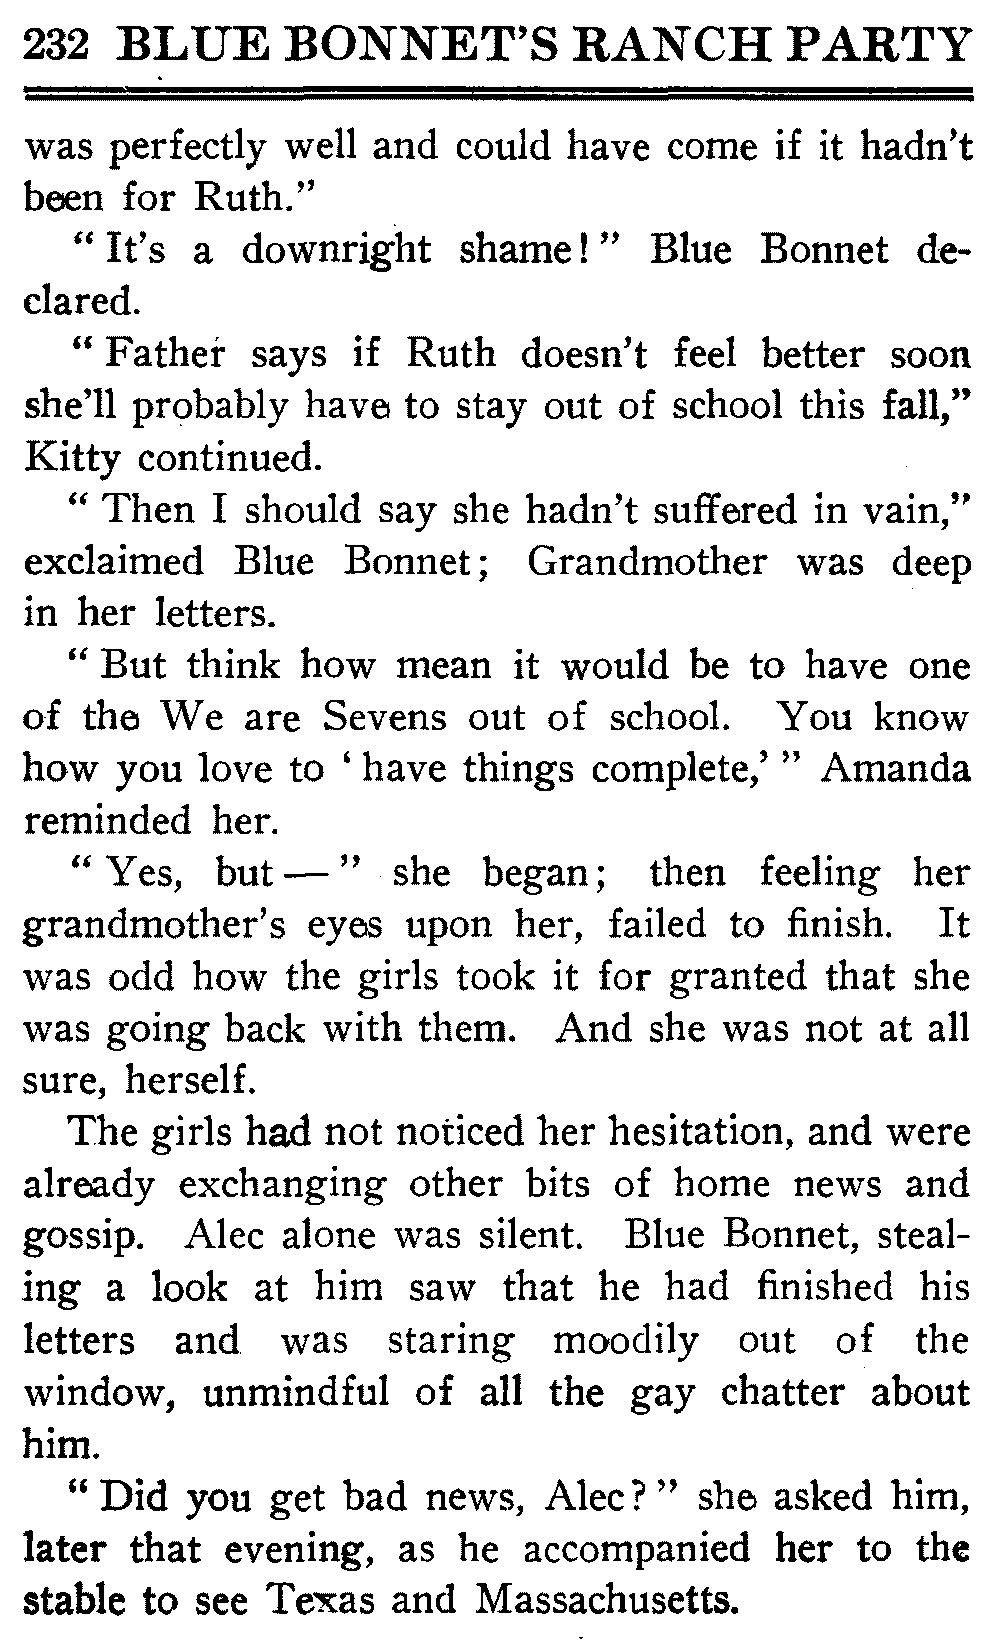 232 BLUE BONNET'S RANCH PARTY
was perfectly well and could have come if it hadn't
been for Ruth."
"It's a downright shame!" Blue Bonnet de-
clared.
"Father says if Ruth doesn't feel better soon
she'll probably have to stay out of school this fall,"
Kitty continued.
"Then I should say she hadn't suffered in vain,"
exclaimed Blue Bonnet; Grandmother was deep
in her letters.
"But think how mean it would be to have one
of the We are Sevens out of school. You know
how you love to 'have things complete,'" Amanda
reminded her.
"Yes, but—" she began; then feeling her
grandmother's eyes upon her, failed to finish. It
was odd how the girls took it for granted that she
was going back with them. And she was not at all
sure, herself.
The girls had not noticed her hesitation, and were
already exchanging other bits of home news and
gossip. Alec alone was silent. Blue Bonnet, steal-
ing a look at him saw that he had finished his
letters and was staring moodily out of the
window, unmindful of all the gay chatter about
him.
"Did you get bad news, Alec?" she asked him,
later that evening, as he accompanied her to the
stable to see Texas and Massachusetts.